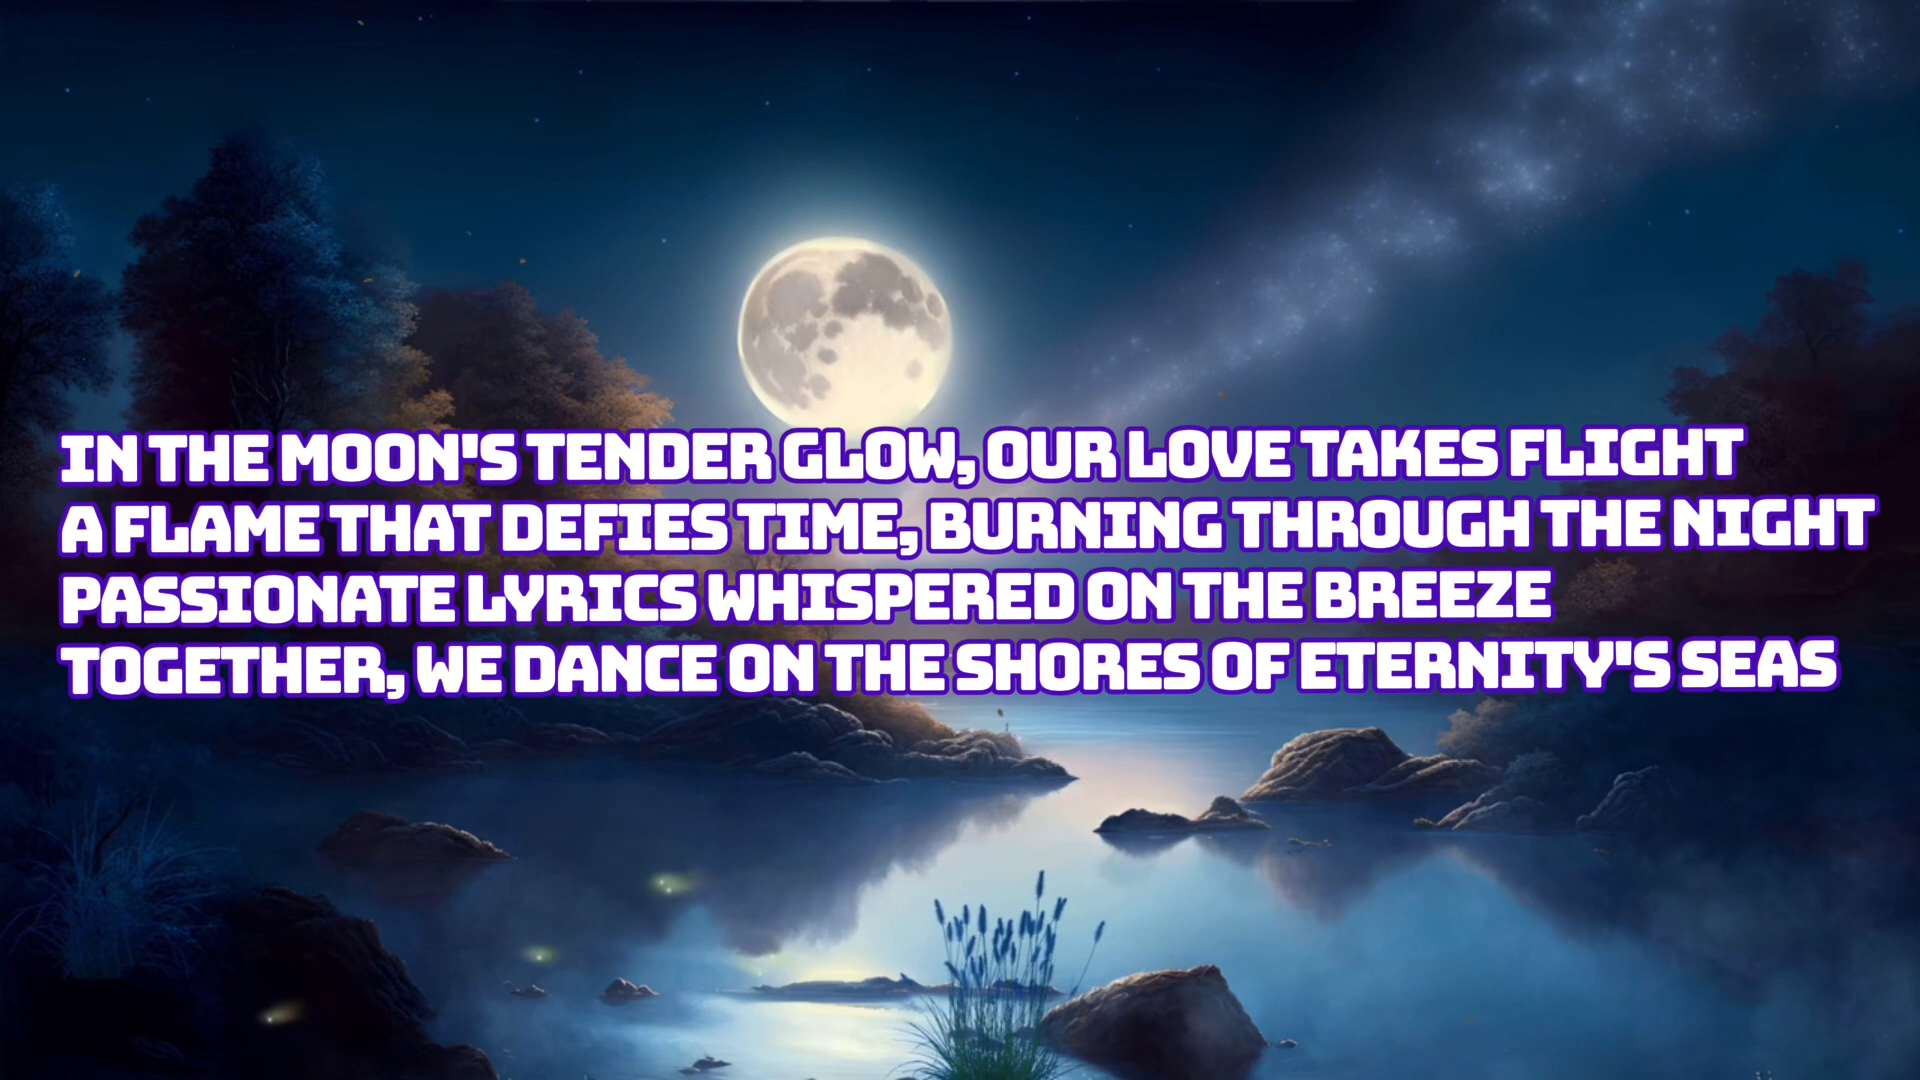 IN THE MOON'S TENDER GLOW, OUR LOVE TAKES FLIGHT
A FLAME THAT DEFIES TIME, BURNING THROUGH THE NIGHT
PASSIONATE LYRICS WHISPERED ON THE BREEZE
TOGETHER, WE DANCE ON THE SHORES OF ETERNITY'S SEAS